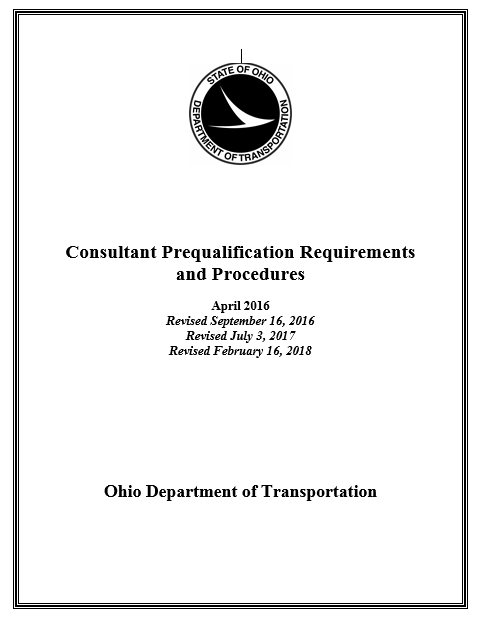 STATE OF OHIO
DEPARTMENT OF TRANSPORTATION
Consultant Prequalification Requirements
and Procedures
April 2016
Revised September 16, 2016
Revised July 3, 2017
Revised February 16, 2018
Ohio Department of Transportation